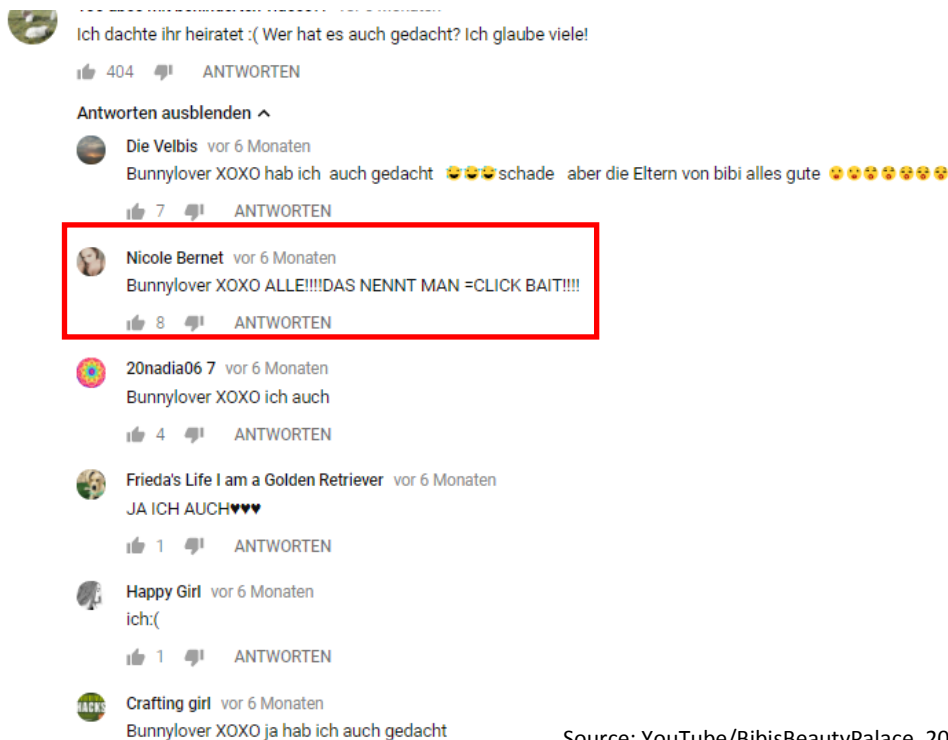 Ich dachte ihr heiratet :( Wer hat es auch gedacht? Ich glaube viele!
404 ANTWORTEN
Antworten ausblenden
Die Velbis vor 6 Monaten
Bunnylover XOXO hab ich auch gedacht 😅😅😅schade aber die Eltern von bibi alles gute 😲😲😲😲😲😲😲
7 ANTWORTEN
Nicole Bernet vor 6 Monaten
Bunnylover XOXO ALLE!!!!DAS NENNT MAN =CLICK BAIT!!!!
8 ANTWORTEN
20nadia06 7 vor 6 Monaten
Bunnylover XOXO ich auch
4 ANTWORTEN
Frieda's Life I am a Golden Retriever vor 6 Monaten
JA ICH AUCH♥♥♥
1 ANTWORTEN
Happy Girl vor 6 Monaten
ich:(
1 ANTWORTEN
Crafting girl vor 6 Monaten
Bunnylover XOXO ja hab ich auch gedacht
Source: YouTube/BibisBeautyPalace, 20